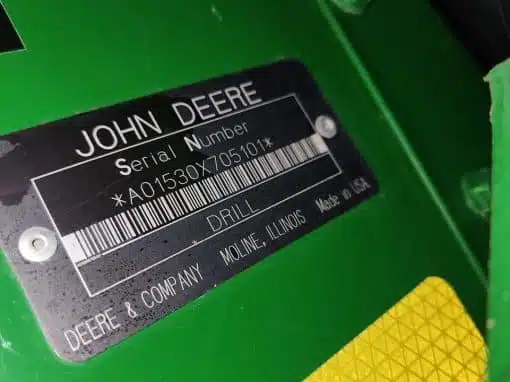 JOHN DEERE
Serial Number
*A01530X705101*
DRILL
DEERE & COMPANY MOLINE, ILLINOIS Made in USA